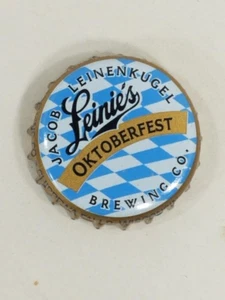 JACOB LEINENKUGEL
Leinie's
OKTOBERFEST
BREWING CO.